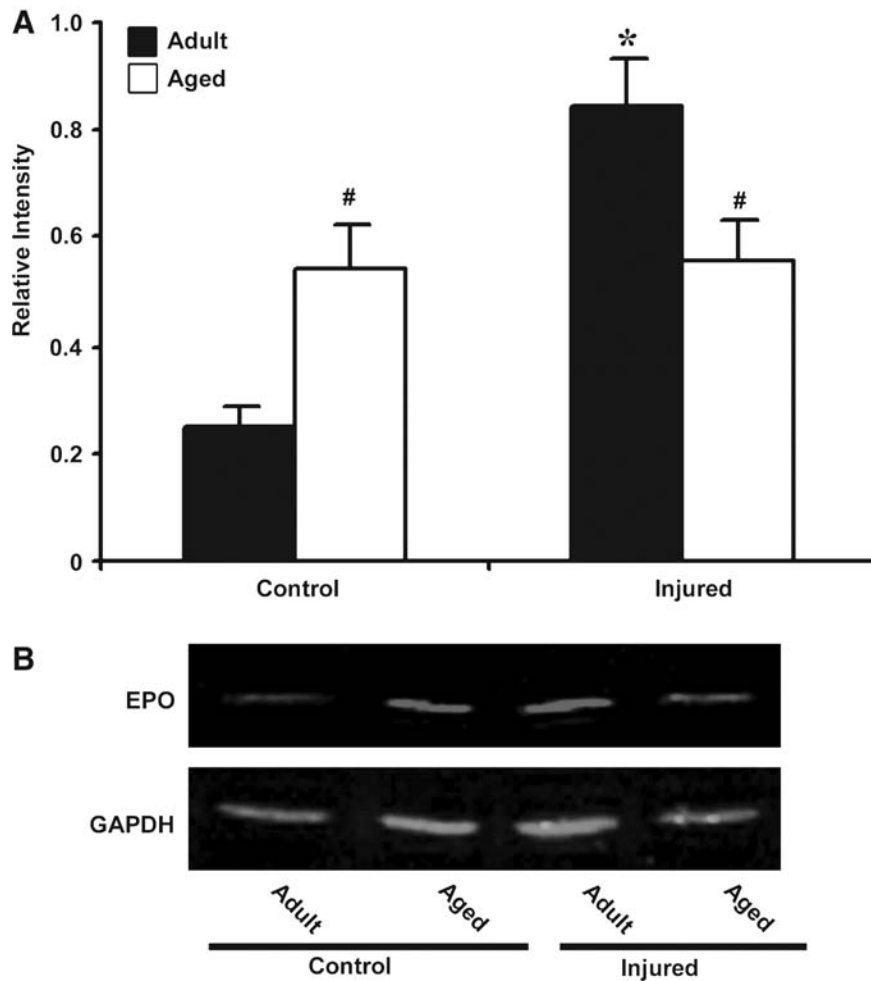 A
Adult
Aged
Relative Intensity
1.0
0.8
0.6
0.4
0.2
0
*
#
#
Control
Injured
B
EPO
GAPDH
Adult
Aged
Adult
Aged
Control
Injured